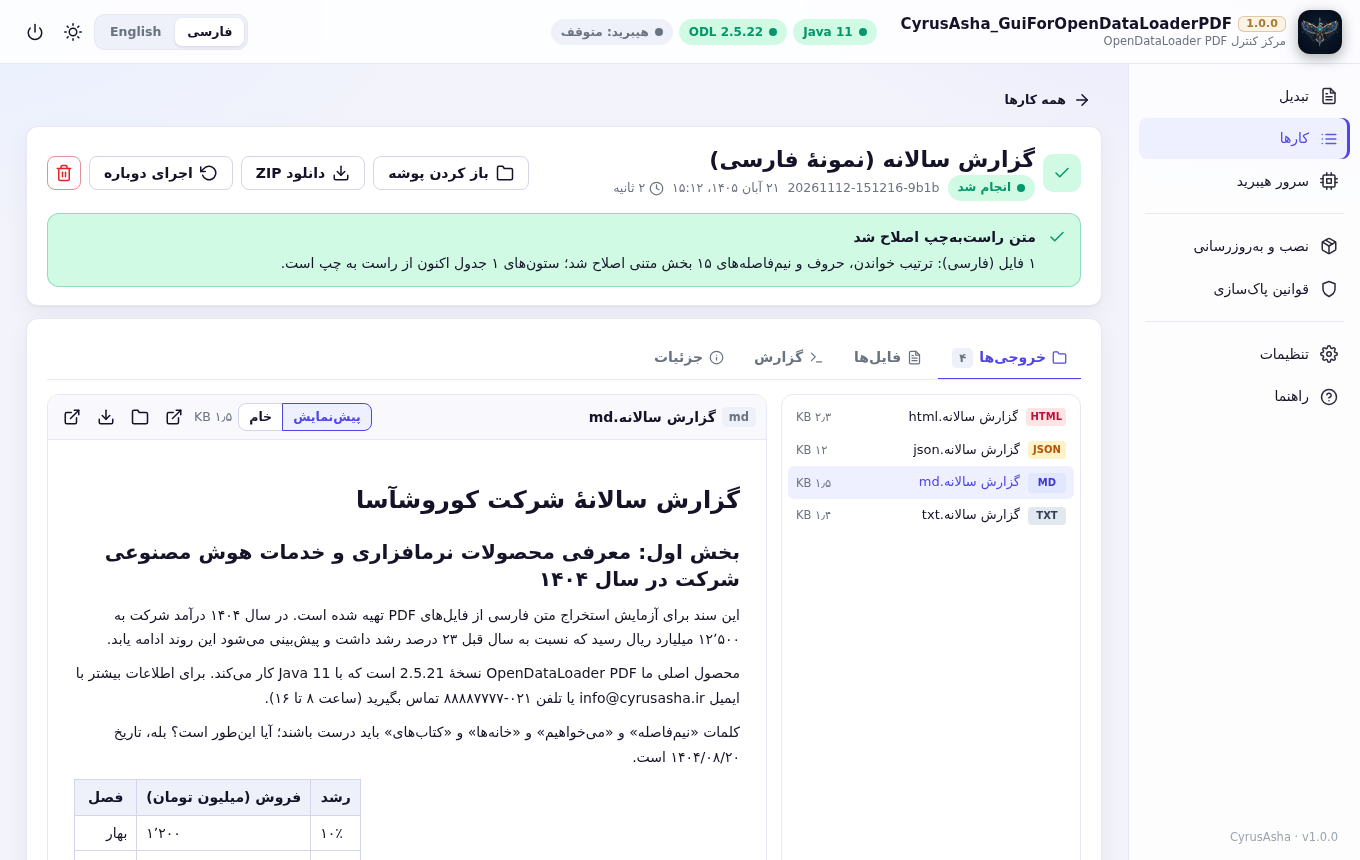 CyrusAsha_GuiForOpenDataLoaderPDF 1.0.0
مرکز کنترل OpenDataLoader PDF
Java 11
ODL 2.5.22
هیبرید: متوقف
فارسی
English
تبدیل
کارها
سرور هیبرید
نصب و به‌روزرسانی
قوانین پاک‌سازی
تنظیمات
راهنما
CyrusAsha · v1.0.0
همه کارها
گزارش سالانه (نمونهٔ فارسی)
انجام شد 20261112-151216-9b1b ۲۱ آبان ۱۴۰۵، ۱۵:۱۲ ۲ ثانیه
باز کردن پوشه
دانلود ZIP
اجرای دوباره
متن راست‌به‌چپ اصلاح شد
۱ فایل (فارسی): ترتیب خواندن، حروف و نیم‌فاصله‌های ۱۵ بخش متنی اصلاح شد؛ ستون‌های ۱ جدول اکنون از راست به چپ است.
خروجی‌ها ۴
فایل‌ها
گزارش
جزئیات
HTML گزارش سالانه.html ۲٫۳ KB
JSON گزارش سالانه.json ۱۲ KB
MD گزارش سالانه.md ۱٫۵ KB
TXT گزارش سالانه.txt ۱٫۴ KB
md گزارش سالانه.md
پیش‌نمایش
خام
۱٫۵ KB
گزارش سالانهٔ شرکت کوروش‌آسا
بخش اول: معرفی محصولات نرم‌افزاری و خدمات هوش مصنوعی
شرکت در سال ۱۴۰۴
این سند برای آزمایش استخراج متن فارسی از فایل‌های PDF تهیه شده است. در سال ۱۴۰۴ درآمد شرکت به
۱۲٬۵۰۰ میلیارد ریال رسید که نسبت به سال قبل ۲۳ درصد رشد داشت و پیش‌بینی می‌شود این روند ادامه یابد.
محصول اصلی ما OpenDataLoader PDF نسخهٔ 2.5.21 است که با Java 11 کار می‌کند. برای اطلاعات بیشتر با
ایمیل info@cyrusasha.ir یا تلفن ۰۲۱-۸۸۸۸۷۷۷۷ تماس بگیرید (ساعت ۸ تا ۱۶).
کلمات «نیم‌فاصله» و «می‌خواهیم» و «خانه‌ها» و «کتاب‌های» باید درست باشند؛ آیا این‌طور است؟ بله، تاریخ
۱۴۰۴/۰۸/۲۰ است.
رشد فروش (میلیون تومان) فصل
۱۰٪ ۱٬۲۰۰ بهار